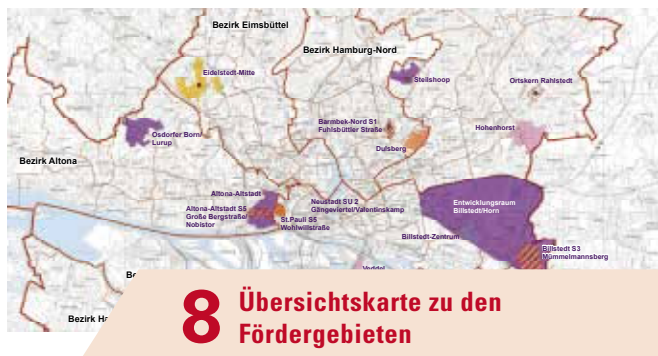 Bezirk Eimsbüttel
Bezirk Hamburg-Nord
Eidelstedt-Mitte
Steilshoop
Ortskern Rahlstedt
Barmbek-Nord S1
Fuhlsbüttler Straße
Osdorfer Born/
Lurup
Hohenhorst
Dulsberg
Bezirk Altona
Altona-Altstadt
Altona-Altstadt S5
Große Bergstraße/
Nobistor
St.Pauli S5
Wohlwillstraße
Neustadt SU 2
Gängeviertel/Valentinskamp
Entwicklungsraum
Billstedt/Horn
Billstedt-Zentrum
Billstedt S3
Mümmelmannsberg
Veddel
8 Übersichtskarte zu den
Fördergebieten